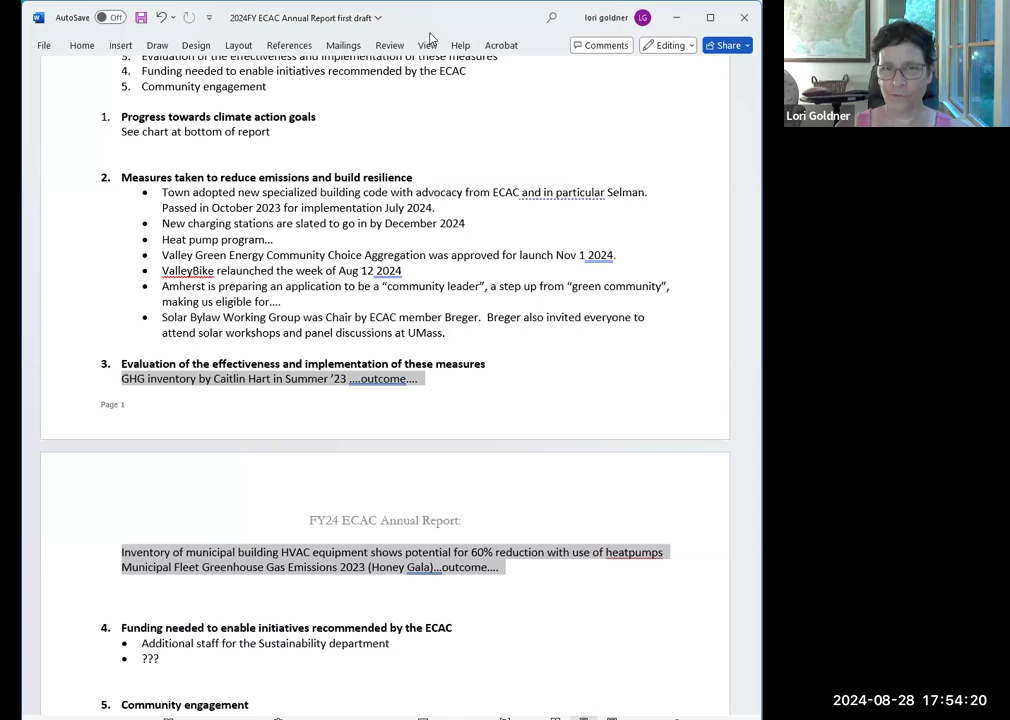 AutoSave Off 2024FY ECAC Annual Report first draft lori goldner LG
File Home Insert Draw Design Layout References Mailings Review View Help Acrobat Comments Editing Share
3. Evaluation of the effectiveness and implementation of these measures
4. Funding needed to enable initiatives recommended by the ECAC
5. Community engagement
1. Progress towards climate action goals
See chart at bottom of report
2. Measures taken to reduce emissions and build resilience
• Town adopted new specialized building code with advocacy from ECAC and in particular Selman.
Passed in October 2023 for implementation July 2024.
• New charging stations are slated to go in by December 2024
• Heat pump program…
• Valley Green Energy Community Choice Aggregation was approved for launch Nov 1 2024.
• ValleyBike relaunched the week of Aug 12 2024
• Amherst is preparing an application to be a “community leader”, a step up from “green community”,
making us eligible for....
• Solar Bylaw Working Group was Chair by ECAC member Breger.  Breger also invited everyone to
attend solar workshops and panel discussions at UMass.
3. Evaluation of the effectiveness and implementation of these measures
GHG inventory by Caitlin Hart in Summer ’23 ....outcome....
Page 1
FY24 ECAC Annual Report:
Inventory of municipal building HVAC equipment shows potential for 60% reduction with use of heatpumps
Municipal Fleet Greenhouse Gas Emissions 2023 (Honey Gala)...outcome....
4. Funding needed to enable initiatives recommended by the ECAC
• Additional staff for the Sustainability department
• ???
5. Community engagement
Lori Goldner
2024-08-28 17:54:20